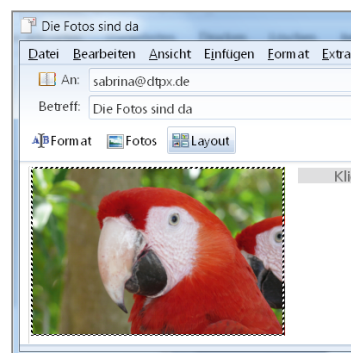 Die Fotos sind da
Datei Bearbeiten Ansicht Einfügen Format Extra
An: sabrina@dtpx.de
Betreff: Die Fotos sind da
Format Fotos Layout
Kli